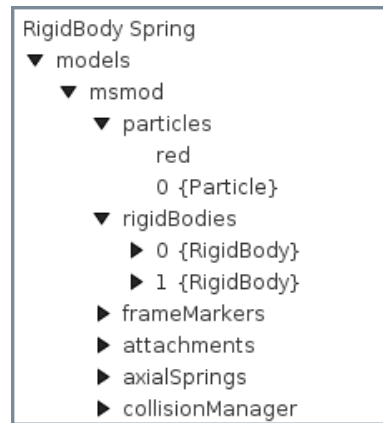 RigidBody Spring
models
msmod
particles
red
0 {Particle}
rigidBodies
0 {RigidBody}
1 {RigidBody}
frameMarkers
attachments
axialSprings
collisionManager